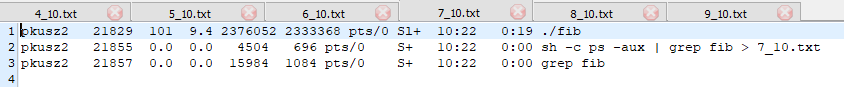 4_10.txt 5_10.txt 6_10.txt 7_10.txt 8_10.txt 9_10.txt
1 pkusz2 21829 101 9.4 2376052 2333368 pts/0 Sl+ 10:22 0:19 ./fib
2 pkusz2 21855 0.0 0.0 4504 696 pts/0 S+ 10:22 0:00 sh -c ps -aux | grep fib > 7_10.txt
3 pkusz2 21857 0.0 0.0 15984 1084 pts/0 S+ 10:22 0:00 grep fib
4